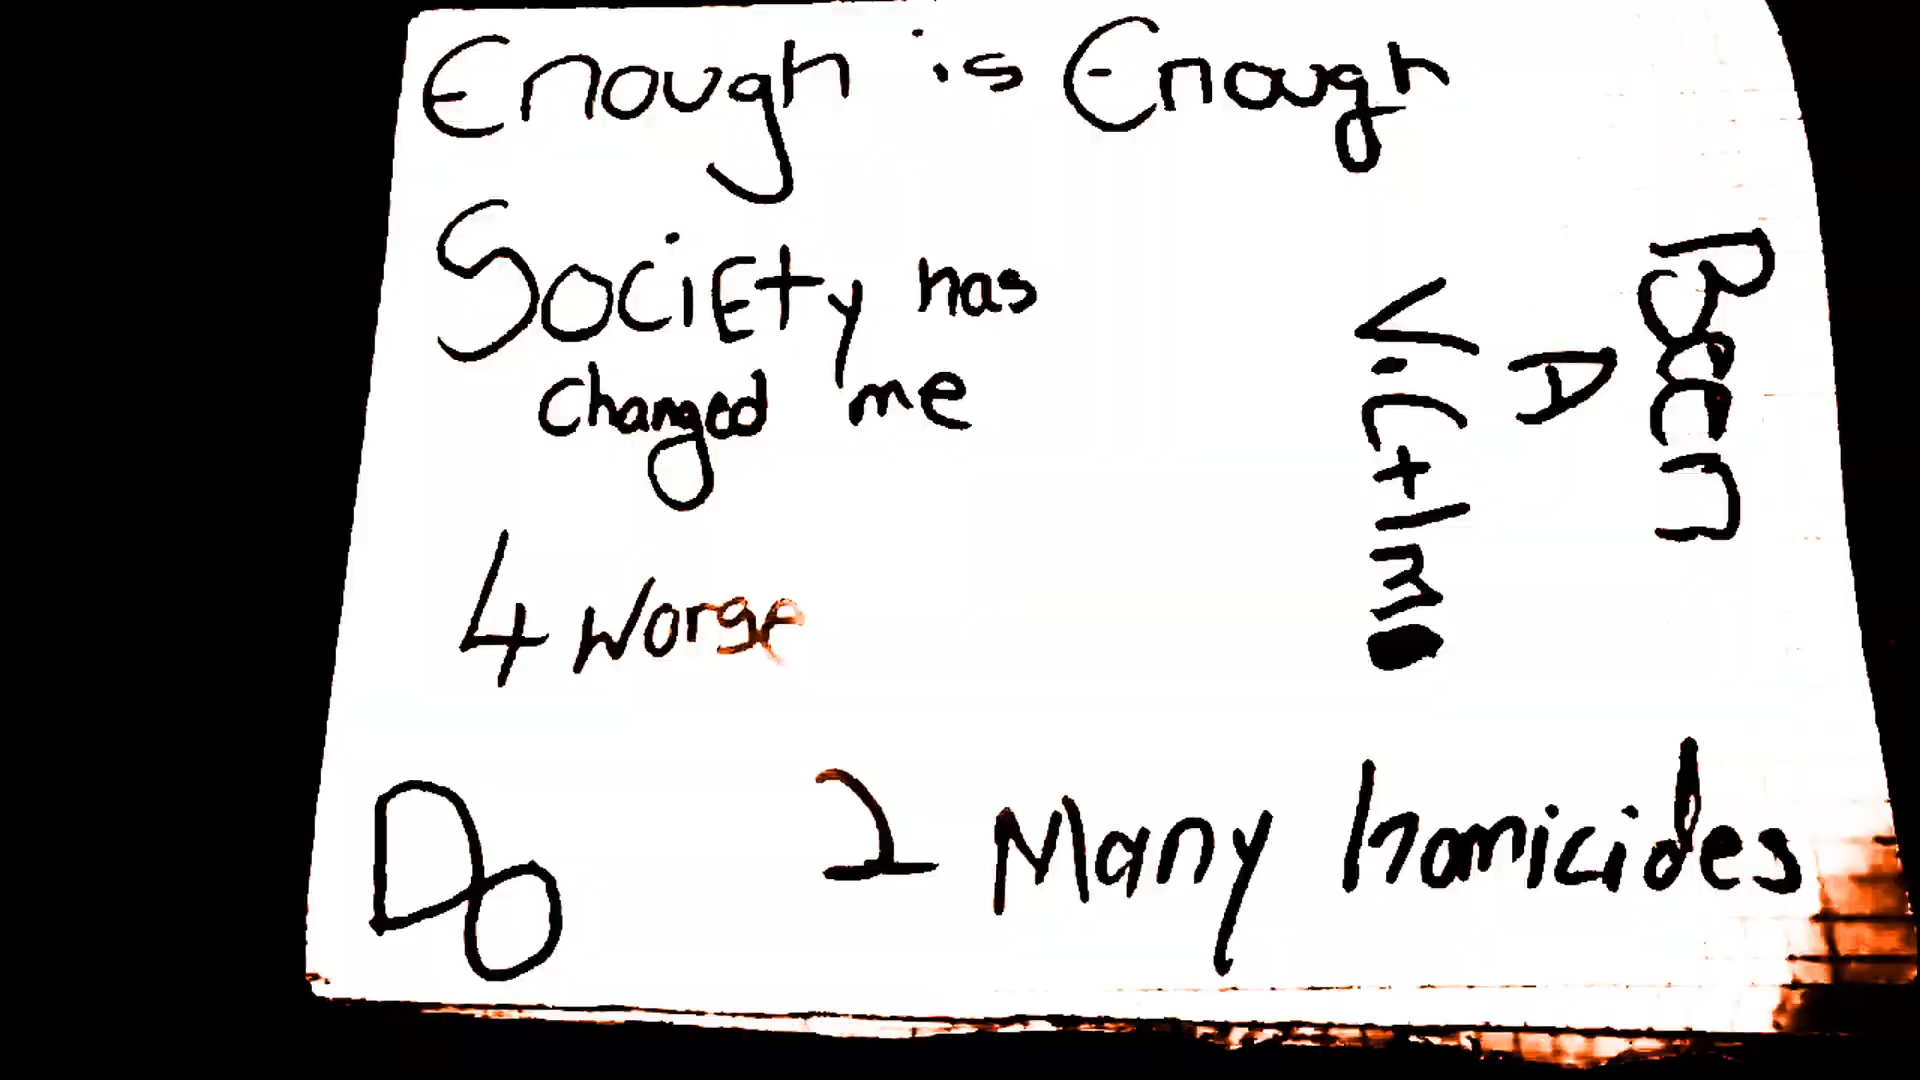 Enough is Enough
SOCiEty has
changed me
4 worse
Been
A
Victim.
Do 2 Many homicides